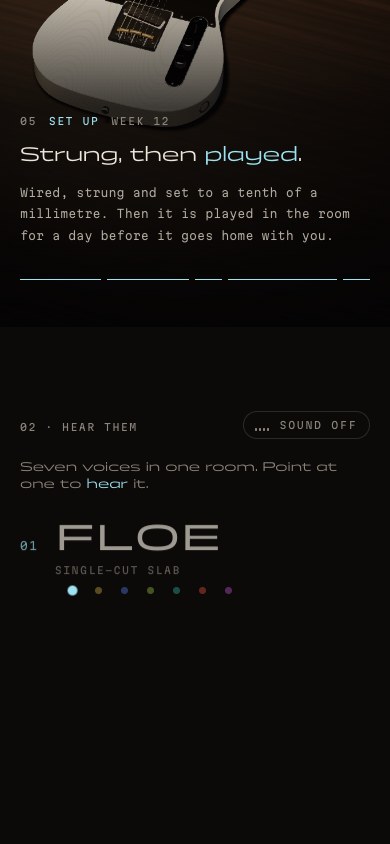 05 SET UP WEEK 12
Strung, then played.
Wired, strung and set to a tenth of a
millimetre. Then it is played in the room
for a day before it goes home with you.
02 · HEAR THEM
SOUND OFF
Seven voices in one room. Point at
one to hear it.
01 FLOE
SINGLE-CUT SLAB